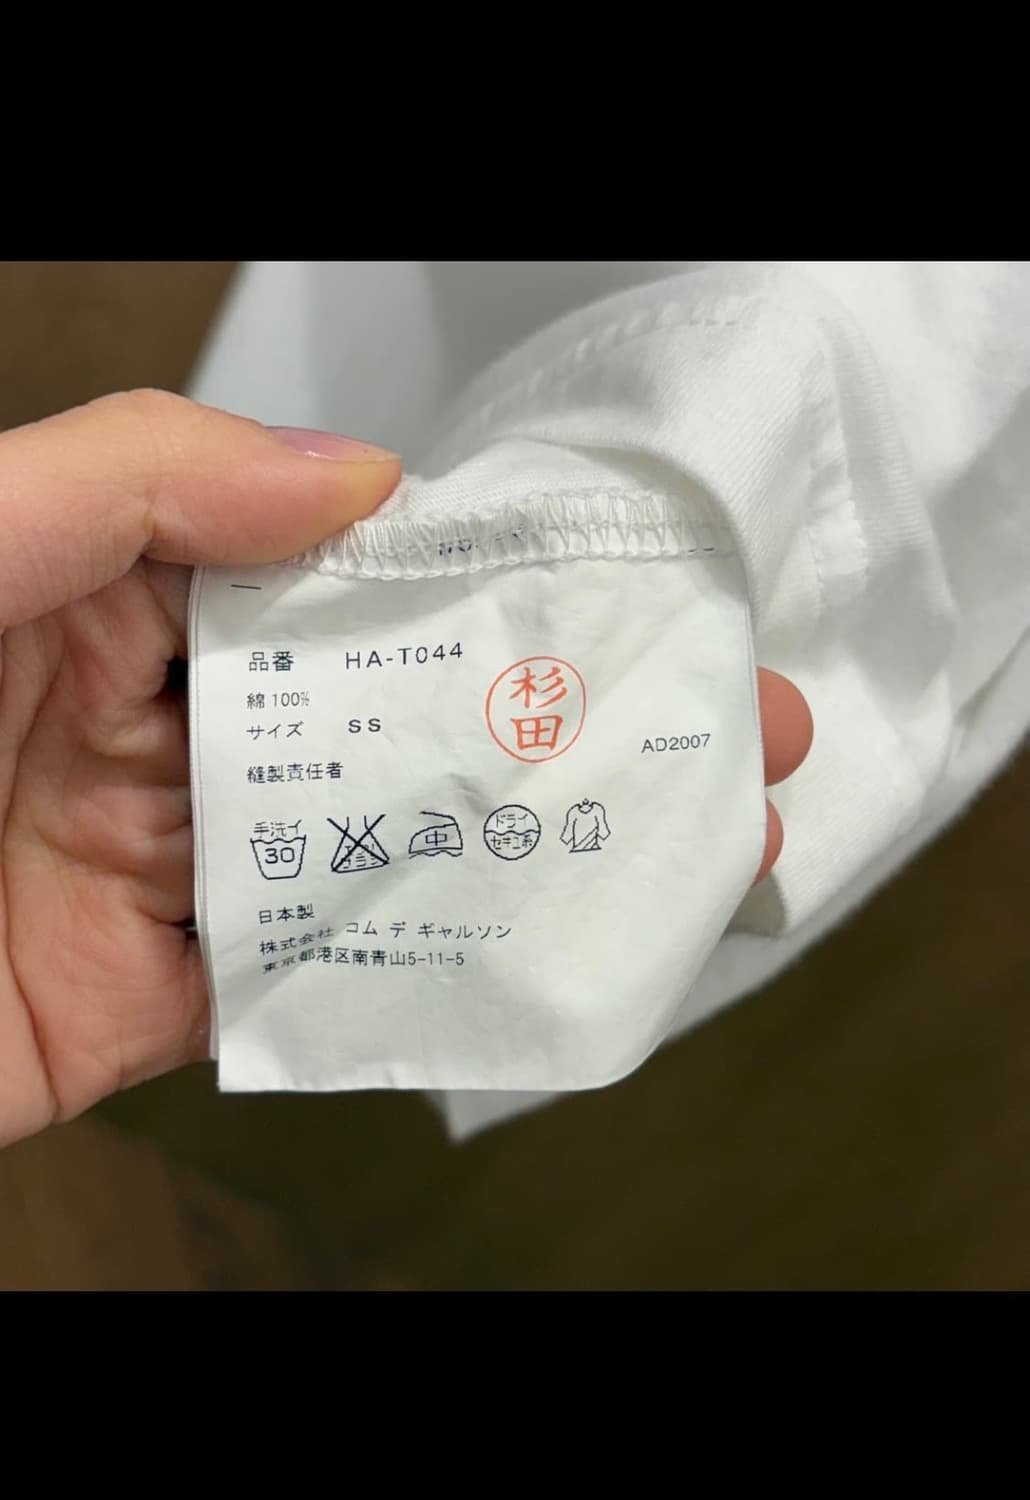 品番 HA-T044
綿 100%
サイズ SS
縫製責任者
杉田
AD2007
手洗イ
30
中
ドライ
セキユ系
日本製
株式会社 コム デ ギャルソン
東京都港区南青山5-11-5